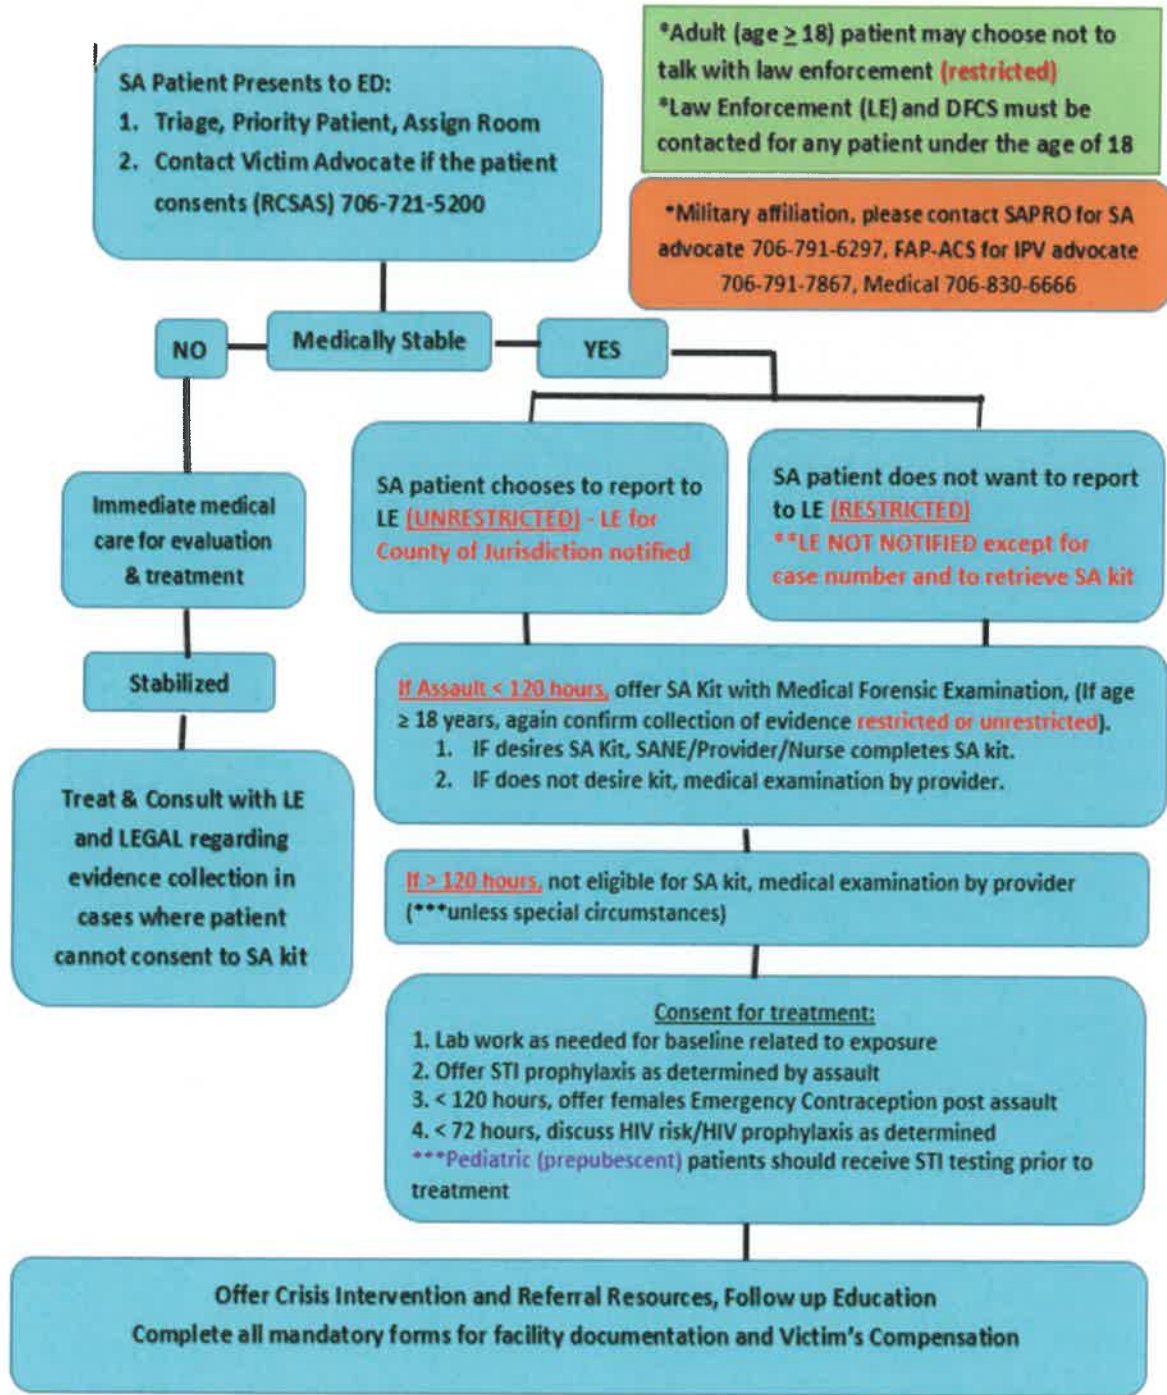 SA Patient Presents to ED:
1. Triage, Priority Patient, Assign Room
2. Contact Victim Advocate if the patient
consents (RCSAS) 706-721-5200
*Adult (age ≥ 18) patient may choose not to
talk with law enforcement (restricted)
*Law Enforcement (LE) and DFCS must be
contacted for any patient under the age of 18
*Military affiliation, please contact SAPRO for SA
advocate 706-791-6297, FAP-ACS for IPV advocate
706-791-7867, Medical 706-830-6666
NO
Medically Stable
YES
Immediate medical
care for evaluation
& treatment
Stabilized
Treat & Consult with LE
and LEGAL regarding
evidence collection in
cases where patient
cannot consent to SA kit
SA patient chooses to report to
LE (UNRESTRICTED) - LE for
County of Jurisdiction notified
SA patient does not want to report
to LE (RESTRICTED)
**LE NOT NOTIFIED except for
case number and to retrieve SA kit
If Assault < 120 hours, offer SA Kit with Medical Forensic Examination, (If age
≥ 18 years, again confirm collection of evidence restricted or unrestricted).
1. IF desires SA Kit, SANE/Provider/Nurse completes SA kit.
2. IF does not desire kit, medical examination by provider.
If > 120 hours, not eligible for SA kit, medical examination by provider
(***unless special circumstances)
Consent for treatment:
1. Lab work as needed for baseline related to exposure
2. Offer STI prophylaxis as determined by assault
3. < 120 hours, offer females Emergency Contraception post assault
4. < 72 hours, discuss HIV risk/HIV prophylaxis as determined
***Pediatric (prepubescent) patients should receive STI testing prior to
treatment
Offer Crisis Intervention and Referral Resources, Follow up Education
Complete all mandatory forms for facility documentation and Victim's Compensation